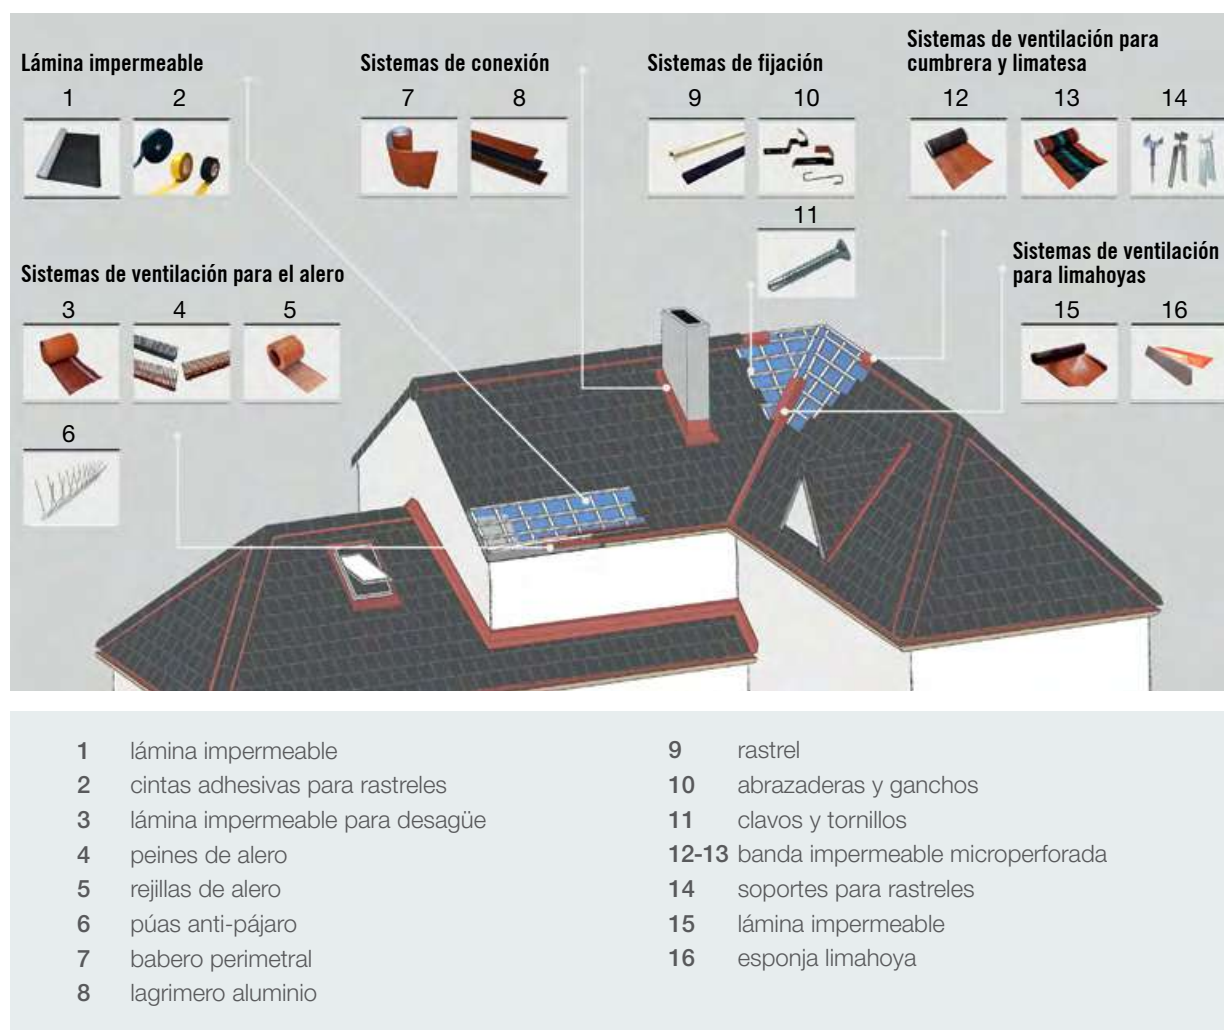 Lámina impermeable
1 2
Sistemas de conexión
7 8
Sistemas de fijación
9 10
11
Sistemas de ventilación para
cumbrera y limatesa
12 13 14
Sistemas de ventilación para el alero
3 4 5
6
Sistemas de ventilación
para limahoyas
15 16
1 lámina impermeable
2 cintas adhesivas para rastreles
3 lámina impermeable para desagüe
4 peines de alero
5 rejillas de alero
6 púas anti-pájaro
7 babero perimetral
8 lagrimero aluminio
9 rastrel
10 abrazaderas y ganchos
11 clavos y tornillos
12-13 banda impermeable microperforada
14 soportes para rastreles
15 lámina impermeable
16 esponja limahoya